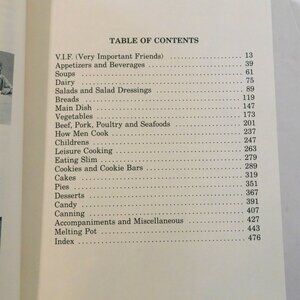 TABLE OF CONTENTS
V.I.F. (Very Important Friends) 13
Appetizers and Beverages 39
Soups 61
Dairy 75
Salads and Salad Dressings 89
Breads 119
Main Dish 147
Vegetables 173
Beef, Pork, Poultry and Seafoods 201
How Men Cook 237
Childrens 247
Leisure Cooking 263
Eating Slim 279
Cookies and Cookie Bars 289
Cakes 319
Pies 351
Desserts 367
Candy 391
Canning 407
Accompaniments and Miscellaneous 427
Melting Pot 443
Index 476